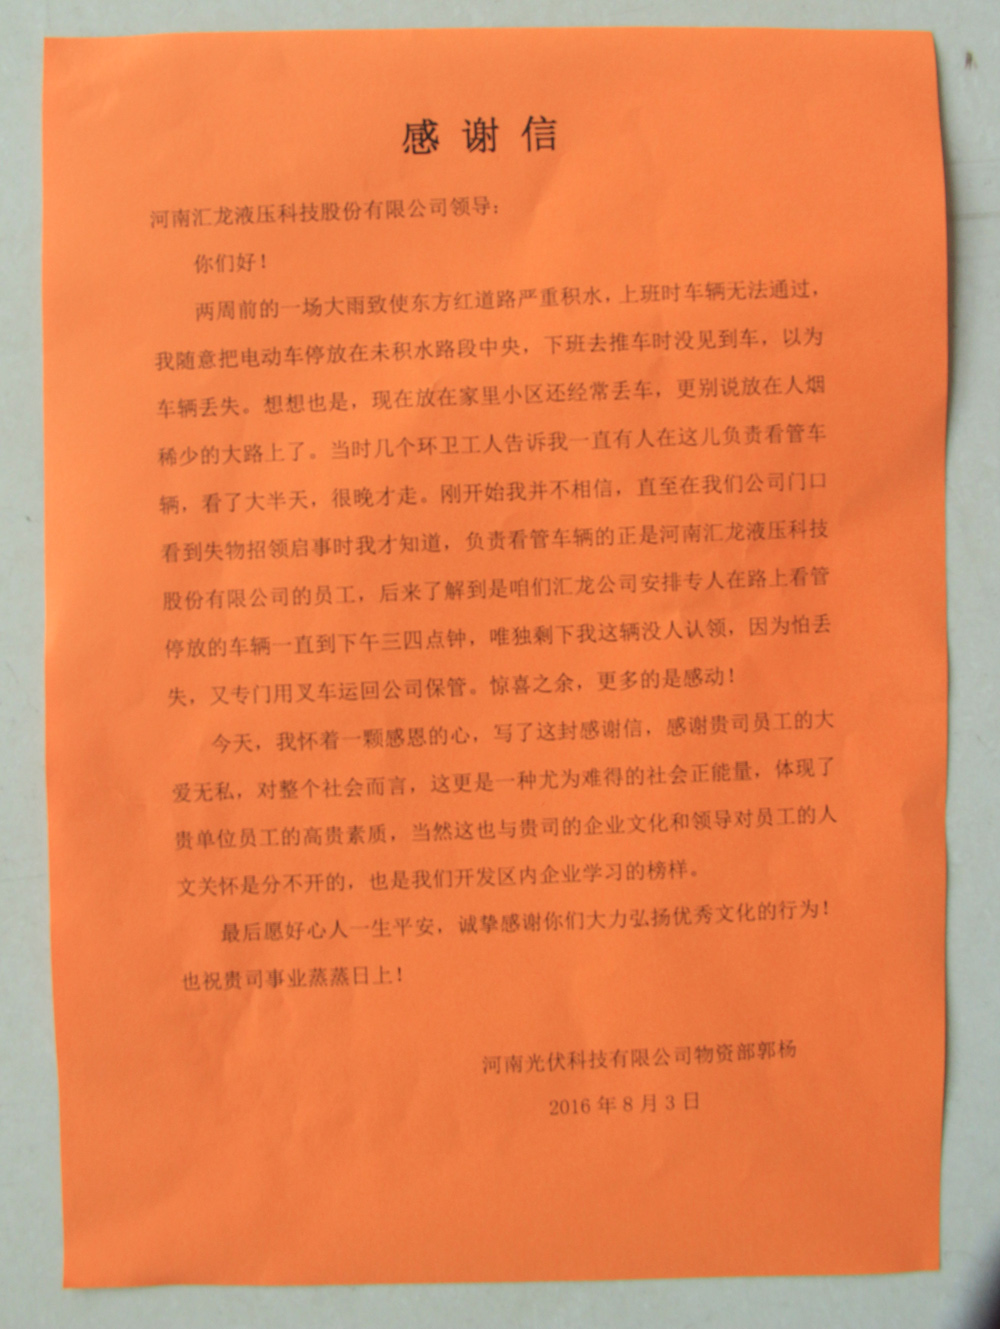 感谢信
河南汇龙液压科技股份有限公司领导：
你们好！
两周前的一场大雨致使东方红道路严重积水，上班时车辆无法通过，
我随意把电动车停放在未积水路段中央，下班去推车时没见到车，以为
车辆丢失。想想也是，现在放在家里小区还经常丢车，更别说放在人烟
稀少的大路上了。当时几个环卫工人告诉我一直有人在这儿负责看管车
辆，看了大半天，很晚才走。刚开始我并不相信，直至在我们公司门口
看到失物招领启事时我才知道，负责看管车辆的正是河南汇龙液压科技
股份有限公司的员工，后来了解到是咱们汇龙公司安排专人在路上看管
停放的车辆一直到下午三四点钟，唯独剩下我这辆没人认领，因为怕丢
失，又专门用叉车运回公司保管。惊喜之余，更多的是感动！
今天，我怀着一颗感恩的心，写了这封感谢信，感谢贵司员工的大
爱无私，对整个社会而言，这更是一种尤为难得的社会正能量，体现了
贵单位员工的高贵素质，当然这也与贵司的企业文化和领导对员工的人
文关怀是分不开的，也是我们开发区内企业学习的榜样。
最后愿好心人一生平安，诚挚感谢你们大力弘扬优秀文化的行为！
也祝贵司事业蒸蒸日上！
河南光伏科技有限公司物资部郭杨
2016年8月3日